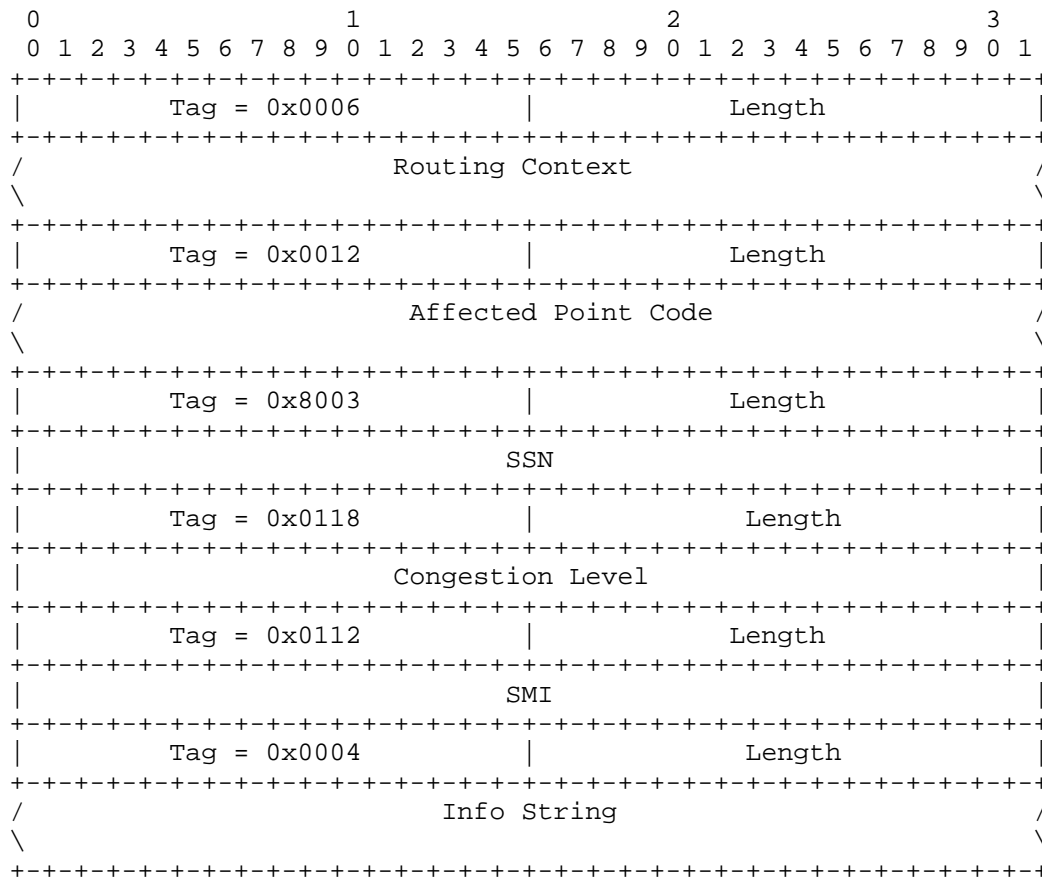 0                   1                   2                   3
 0 1 2 3 4 5 6 7 8 9 0 1 2 3 4 5 6 7 8 9 0 1 2 3 4 5 6 7 8 9 0 1
+-+-+-+-+-+-+-+-+-+-+-+-+-+-+-+-+-+-+-+-+-+-+-+-+-+-+-+-+-+-+-+-+
|         Tag = 0x0006          |            Length             |
+-+-+-+-+-+-+-+-+-+-+-+-+-+-+-+-+-+-+-+-+-+-+-+-+-+-+-+-+-+-+-+-+
/                       Routing Context                         /
\                                                               \
+-+-+-+-+-+-+-+-+-+-+-+-+-+-+-+-+-+-+-+-+-+-+-+-+-+-+-+-+-+-+-+-+
|         Tag = 0x0012          |            Length             |
+-+-+-+-+-+-+-+-+-+-+-+-+-+-+-+-+-+-+-+-+-+-+-+-+-+-+-+-+-+-+-+-+
/                        Affected Point Code                    /
\                                                               \
+-+-+-+-+-+-+-+-+-+-+-+-+-+-+-+-+-+-+-+-+-+-+-+-+-+-+-+-+-+-+-+-+
|         Tag = 0x8003          |            Length             |
+-+-+-+-+-+-+-+-+-+-+-+-+-+-+-+-+-+-+-+-+-+-+-+-+-+-+-+-+-+-+-+-+
|                              SSN                              |
+-+-+-+-+-+-+-+-+-+-+-+-+-+-+-+-+-+-+-+-+-+-+-+-+-+-+-+-+-+-+-+-+
|         Tag = 0x0118          |             Length            |
+-+-+-+-+-+-+-+-+-+-+-+-+-+-+-+-+-+-+-+-+-+-+-+-+-+-+-+-+-+-+-+-+
|                       Congestion Level                        |
+-+-+-+-+-+-+-+-+-+-+-+-+-+-+-+-+-+-+-+-+-+-+-+-+-+-+-+-+-+-+-+-+
|         Tag = 0x0112          |            Length             |
+-+-+-+-+-+-+-+-+-+-+-+-+-+-+-+-+-+-+-+-+-+-+-+-+-+-+-+-+-+-+-+-+
|                              SMI                              |
+-+-+-+-+-+-+-+-+-+-+-+-+-+-+-+-+-+-+-+-+-+-+-+-+-+-+-+-+-+-+-+-+
|         Tag = 0x0004          |             Length            |
+-+-+-+-+-+-+-+-+-+-+-+-+-+-+-+-+-+-+-+-+-+-+-+-+-+-+-+-+-+-+-+-+
/                          Info String                          /
\                                                               \
+-+-+-+-+-+-+-+-+-+-+-+-+-+-+-+-+-+-+-+-+-+-+-+-+-+-+-+-+-+-+-+-+